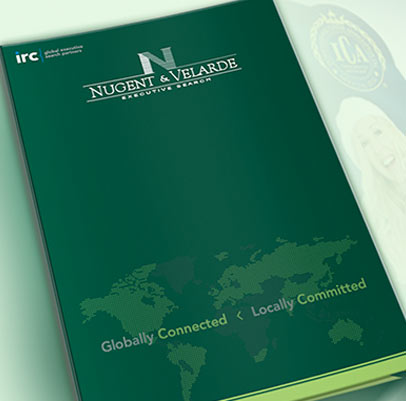 irc global executive
search partners
N
NUGENT & VELARDE
EXECUTIVE SEARCH
ICA
Globally Connected < Locally Committed